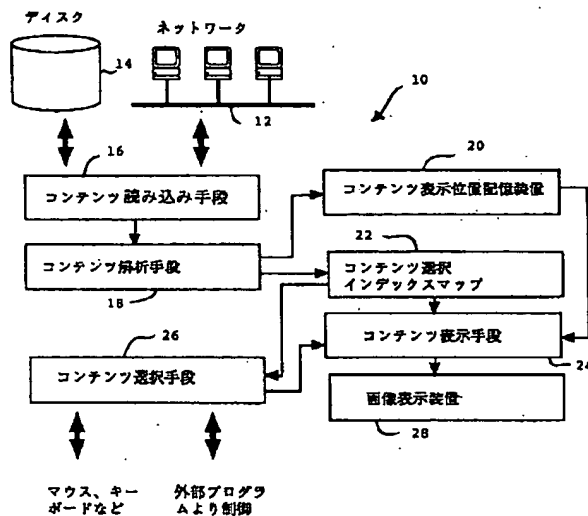 ディスク
ネットワーク
14
12
10
16
20
コンテンツ読み込み手段
コンテンツ表示位置記憶装置
22
コンテンツ解析手段
コンテンツ選択
インデックスマップ
18
26
コンテンツ表示手段
24
コンテンツ選択手段
画像表示装置
28
マウス、キー
ボードなど
外部プログラ
ムより制御